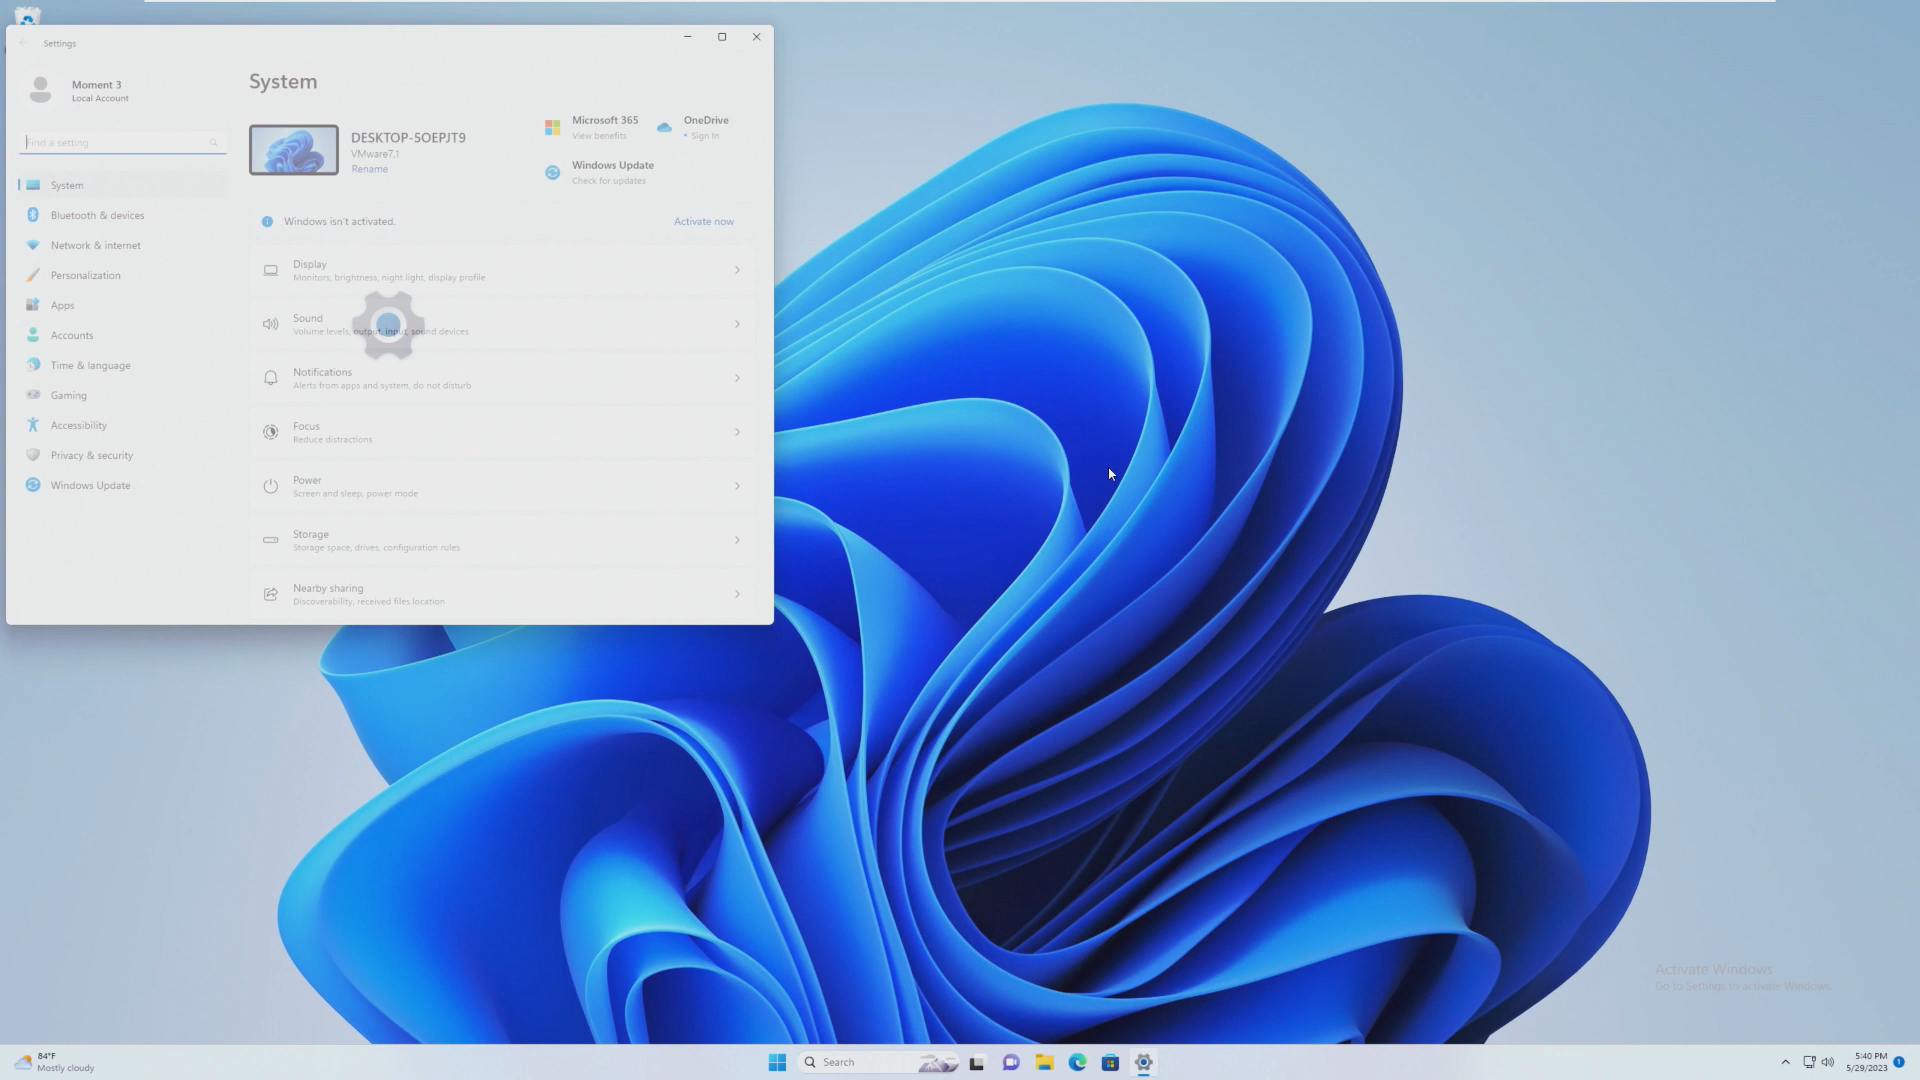 Settings
Moment 3
Local Account
Find a setting
System
Bluetooth & devices
Network & internet
Personalization
Apps
Accounts
Time & language
Gaming
Accessibility
Privacy & security
Windows Update
System
DESKTOP-5OEPJT9
VMware7,1
Rename
Microsoft 365
View benefits
OneDrive
• Sign In
Windows Update
Check for updates
Windows isn't activated.
Activate now
Display
Monitors, brightness, night light, display profile
Sound
Volume levels, output, input, sound devices
Notifications
Alerts from apps and system, do not disturb
Focus
Reduce distractions
Power
Screen and sleep, power mode
Storage
Storage space, drives, configuration rules
Nearby sharing
Discoverability, received files location
Activate Windows
Go to Settings to activate Windows.
84°F
Mostly cloudy
Search
5:40 PM
5/29/2023
1